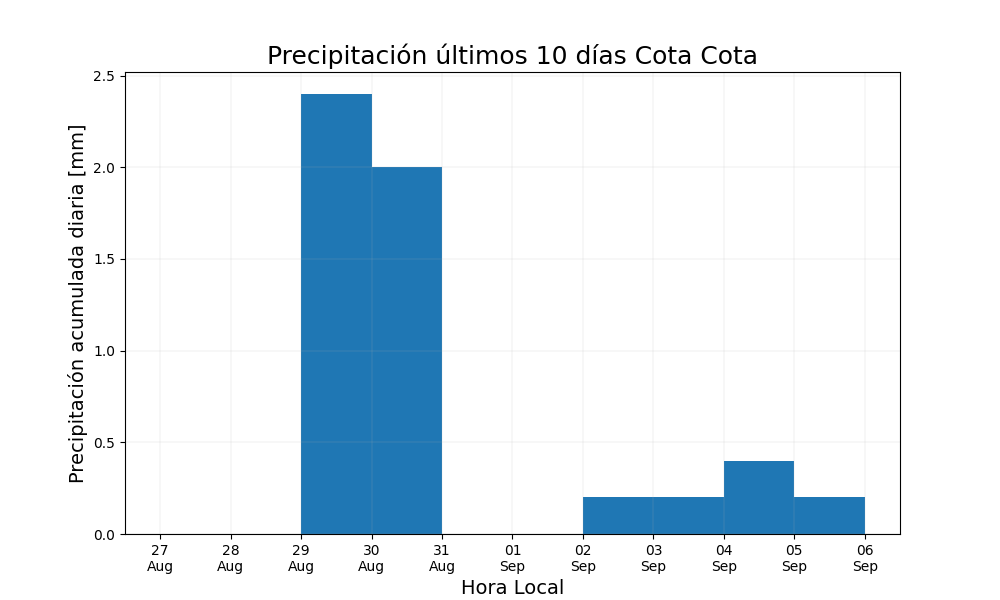 Precipitación últimos 10 días Cota Cota
Precipitación acumulada diaria [mm]
2.5
2.0
1.5
1.0
0.5
0.0
27 28 29 30 31 01 02 03 04 05 06
Aug Aug Aug Aug Aug Sep Sep Sep Sep Sep Sep
Hora Local